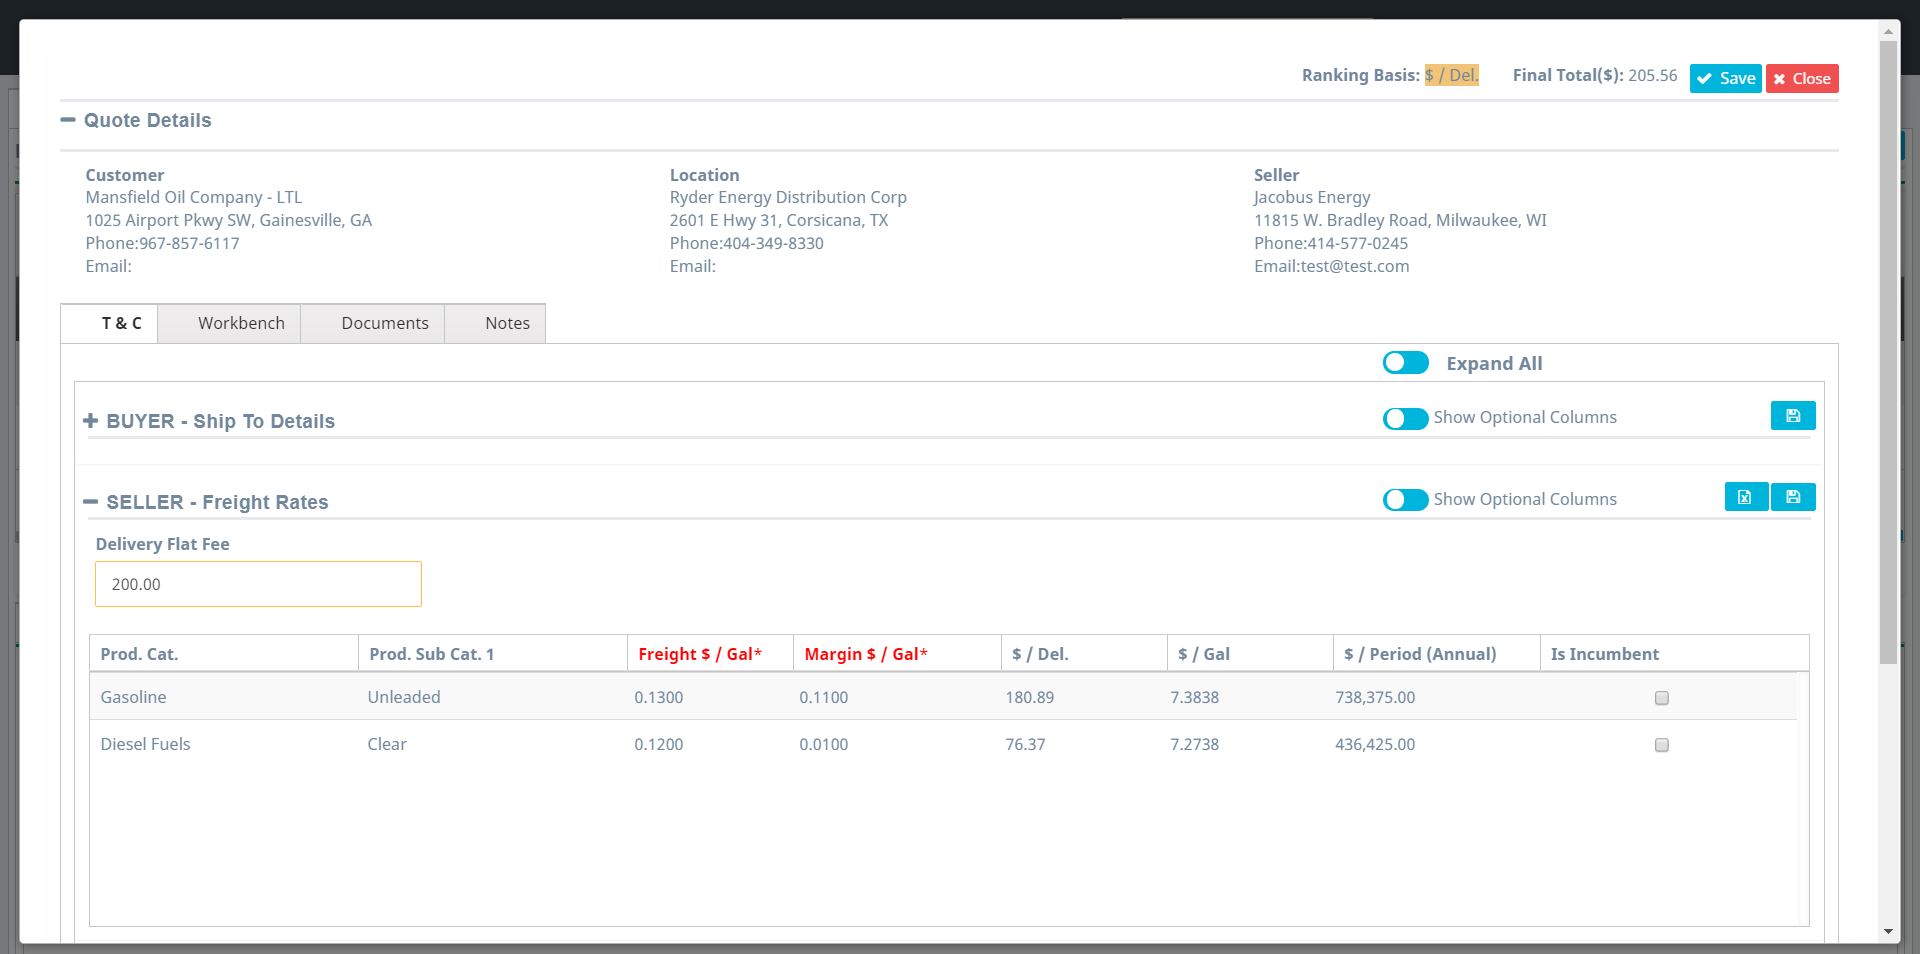 Ranking Basis: $ / Del. Final Total($): 205.56 Save Close
Quote Details
Customer Location Seller
Mansfield Oil Company - LTL Ryder Energy Distribution Corp Jacobus Energy
1025 Airport Pkwy SW, Gainesville, GA 2601 E Hwy 31, Corsicana, TX 11815 W. Bradley Road, Milwaukee, WI
Phone:967-857-6117 Phone:404-349-8330 Phone:414-577-0245
Email: Email: Email:test@test.com
T & C Workbench Documents Notes
Expand All
BUYER - Ship To Details Show Optional Columns
SELLER - Freight Rates Show Optional Columns
Delivery Flat Fee
200.00
Prod. Cat. Prod. Sub Cat. 1 Freight $ / Gal* Margin $ / Gal* $ / Del. $ / Gal $ / Period (Annual) Is Incumbent
Gasoline Unleaded 0.1300 0.1100 180.89 7.3838 738,375.00
Diesel Fuels Clear 0.1200 0.0100 76.37 7.2738 436,425.00